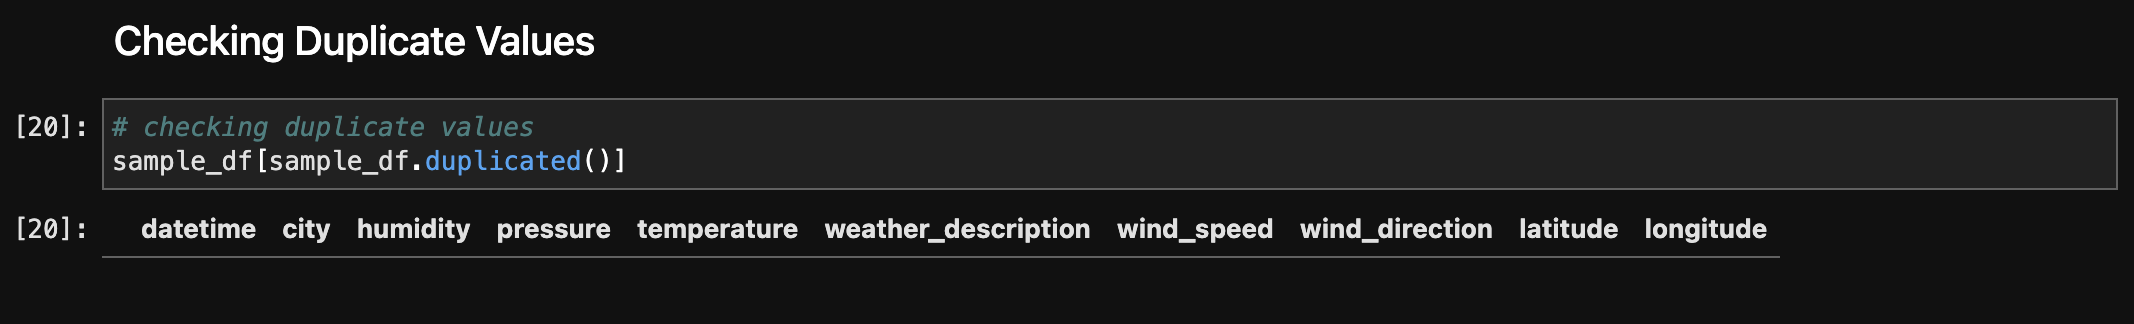 Checking Duplicate Values
[20]:
# checking duplicate values
sample_df[sample_df.duplicated()]
[20]:
datetime city humidity pressure temperature weather_description wind_speed wind_direction latitude longitude